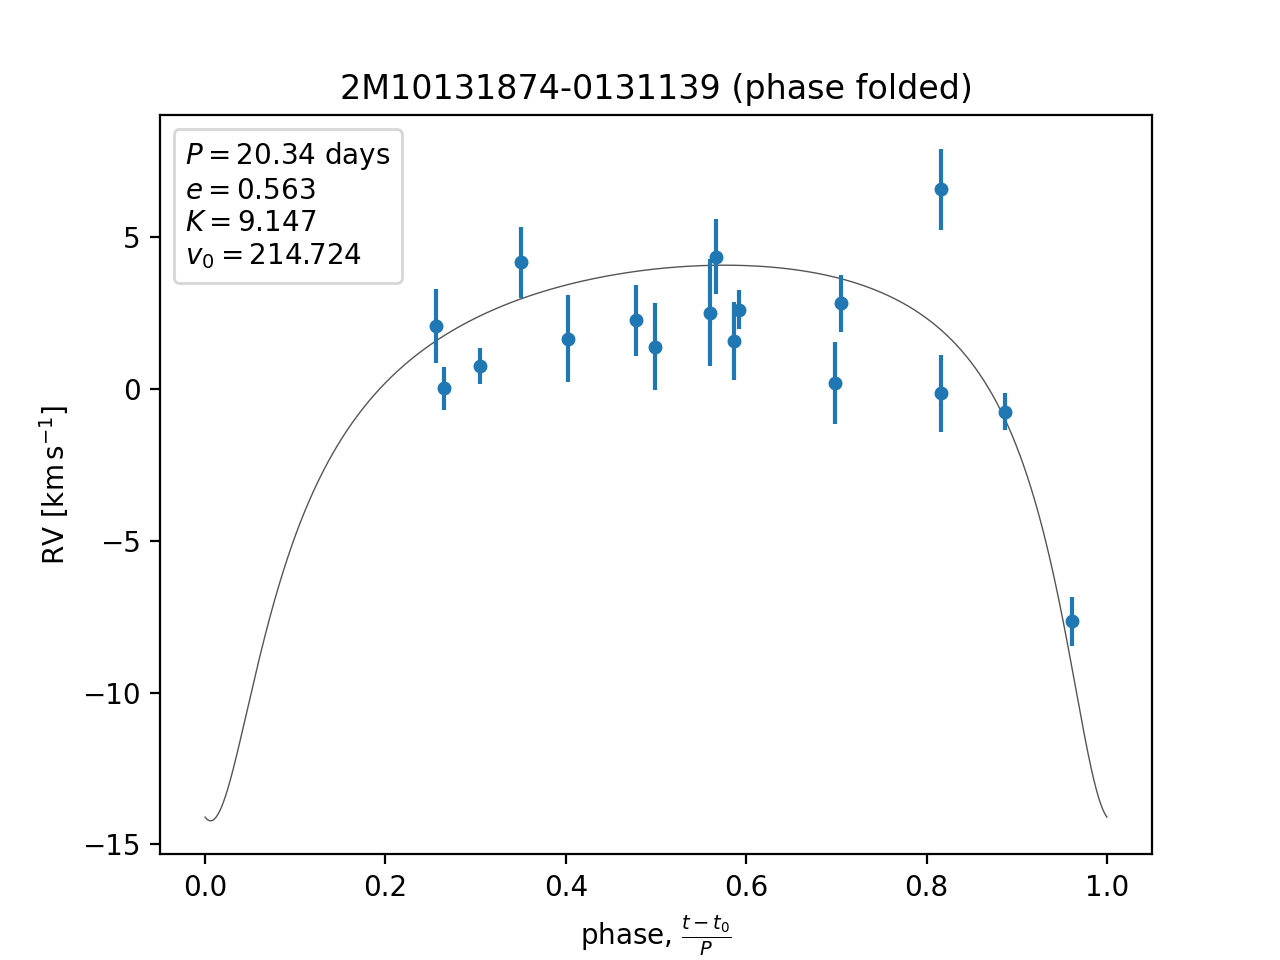 2M10131874-0131139 (phase folded)
P = 20.34 days
e = 0.563
K = 9.147
v₀ = 214.724
5
0
−5
−10
−15
RV [km s⁻¹]
0.0 0.2 0.4 0.6 0.8 1.0
phase, (t − t₀)/P